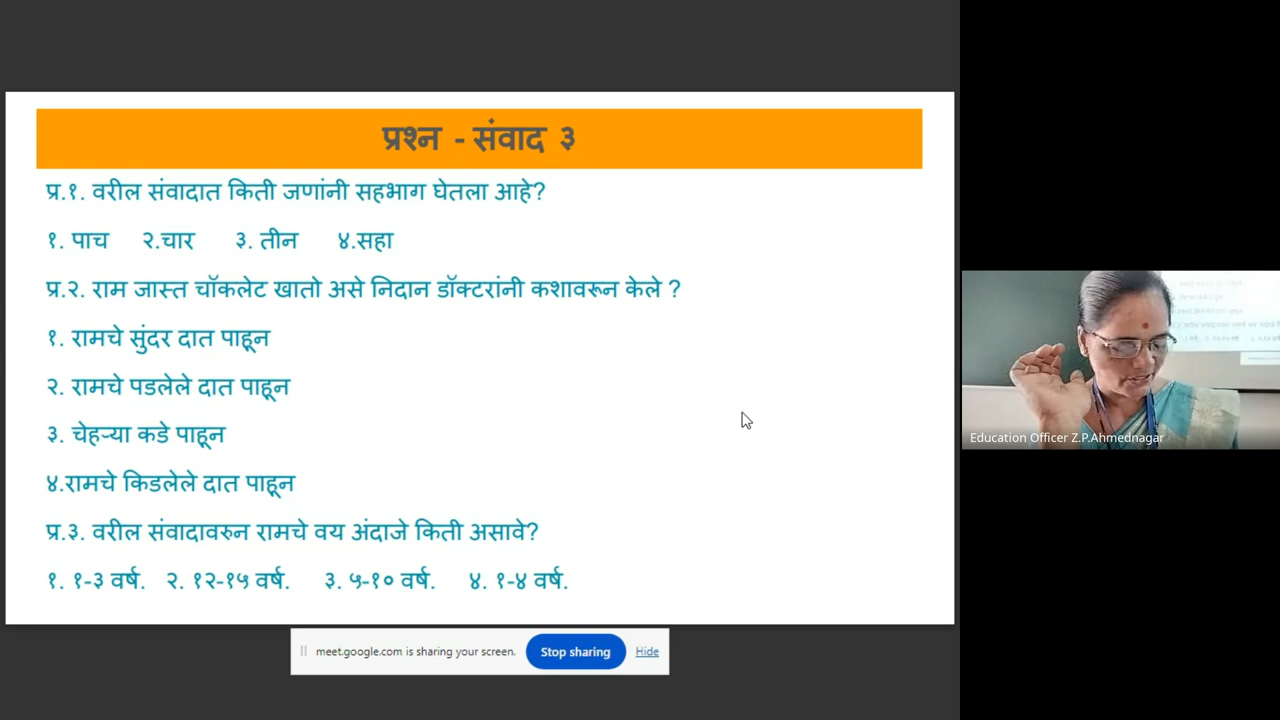 प्रश्न - संवाद ३
प्र.१. वरील संवादात किती जणांनी सहभाग घेतला आहे?
१. पाच २.चार ३. तीन ४.सहा
प्र.२. राम जास्त चॉकलेट खातो असे निदान डॉक्टरांनी कशावरून केले ?
१. रामचे सुंदर दात पाहून
२. रामचे पडलेले दात पाहून
३. चेहऱ्या कडे पाहून
४.रामचे किडलेले दात पाहून
प्र.३. वरील संवादावरुन रामचे वय अंदाजे किती असावे?
१. १-३ वर्ष. २. १२-१५ वर्ष. ३. ५-१० वर्ष. ४. १-४ वर्ष.
meet.google.com is sharing your screen. Stop sharing Hide
Education Officer Z.P.Ahmednagar